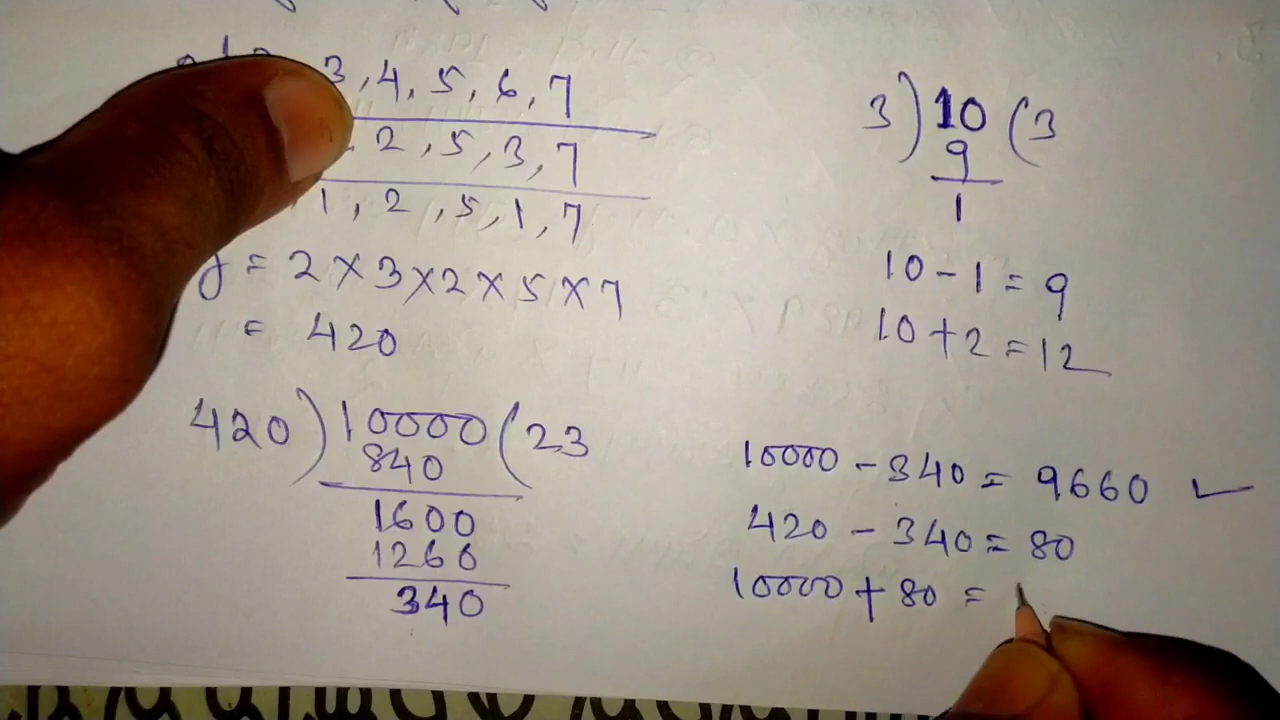 3, 4, 5, 6, 7
2, 5, 3, 7
1, 2, 5, 1, 7
= 2 × 3 × 2 × 5 × 7
= 420
420 ) 10000 ( 23
840
1600
1260
340
3 ) 10 ( 3
9
1
10 - 1 = 9
10 + 2 = 12
10000 - 340 = 9660 ✓
420 - 340 = 80
10000 + 80 =